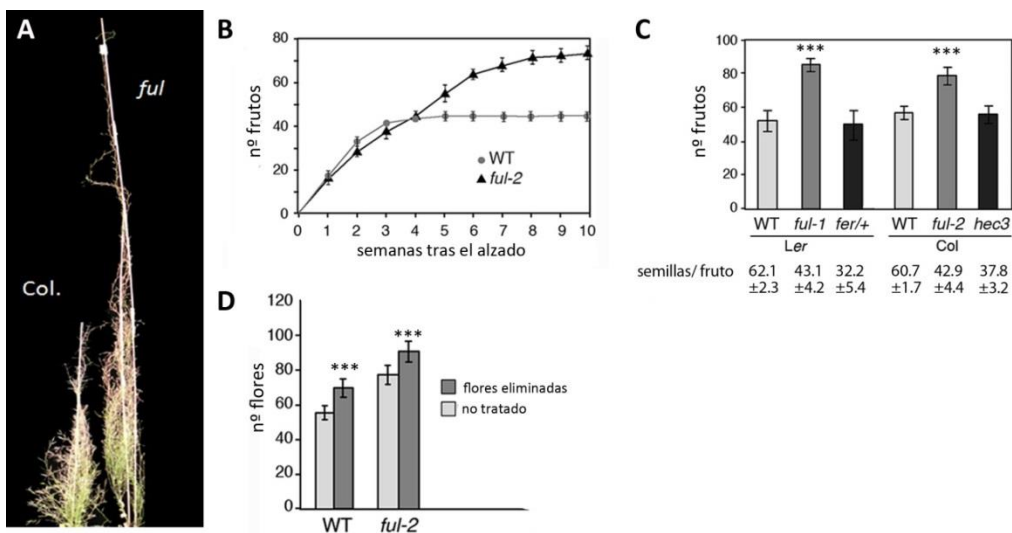 A
ful
Col.
B
80
60
40
20
0
nº frutos
WT
ful-2
0 1 2 3 4 5 6 7 8 9 10
semanas tras el alzado
C
100
80
60
40
20
0
nº frutos
*** ***
WT ful-1 fer/+ WT ful-2 hec3
Ler Col
semillas/ fruto 62.1 43.1 32.2 60.7 42.9 37.8
±2.3 ±4.2 ±5.4 ±1.7 ±4.4 ±3.2
D
120
100
80
60
40
20
0
nº flores
*** ***
flores eliminadas
no tratado
WT ful-2